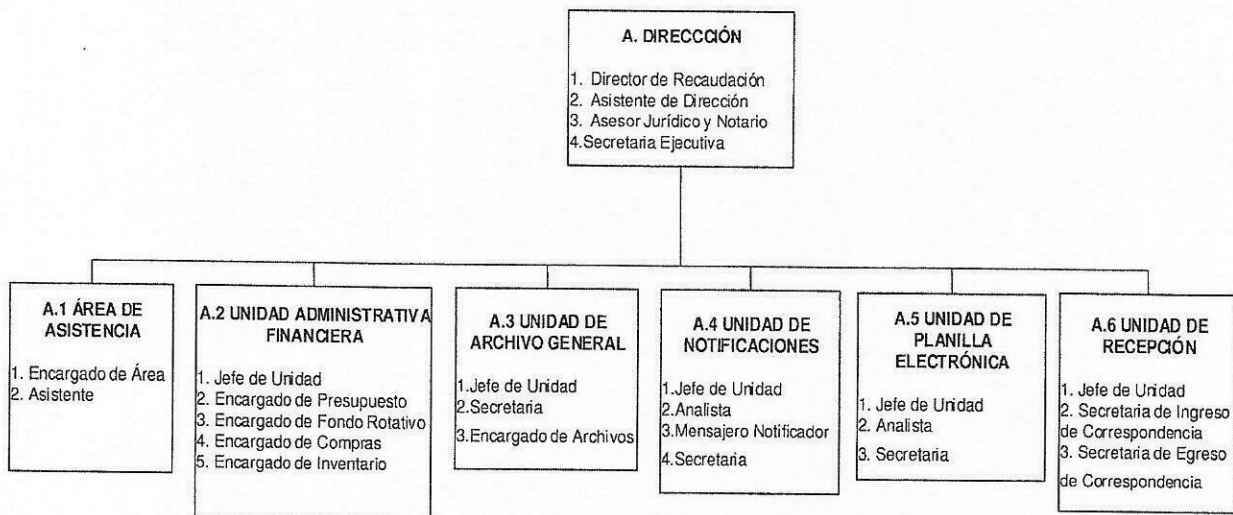 A. DIRECCCIÓN
1. Director de Recaudación
2. Asistente de Dirección
3. Asesor Jurídico y Notario
4.Secretaria Ejecutiva
A.1 ÁREA DE
ASISTENCIA
1. Encargado de Área
2. Asistente
A.2 UNIDAD ADMINISTRATIVA
FINANCIERA
1. Jefe de Unidad
2. Encargado de Presupuesto
3. Encargado de Fondo Rotativo
4. Encargado de Compras
5. Encargado de Inventario
A.3 UNIDAD DE
ARCHIVO GENERAL
1.Jefe de Unidad
2.Secretaria
3.Encargado de Archivos
A.4 UNIDAD DE
NOTIFICACIONES
1.Jefe de Unidad
2.Analista
3.Mensajero Notificador
4.Secretaria
A.5 UNIDAD DE
PLANILLA
ELECTRÓNICA
1. Jefe de Unidad
2. Analista
3. Secretaria
A.6 UNIDAD DE
RECEPCIÓN
1. Jefe de Unidad
2. Secretaria de Ingreso
de Correspondencia
3. Secretaria de Egreso
de Correspondencia